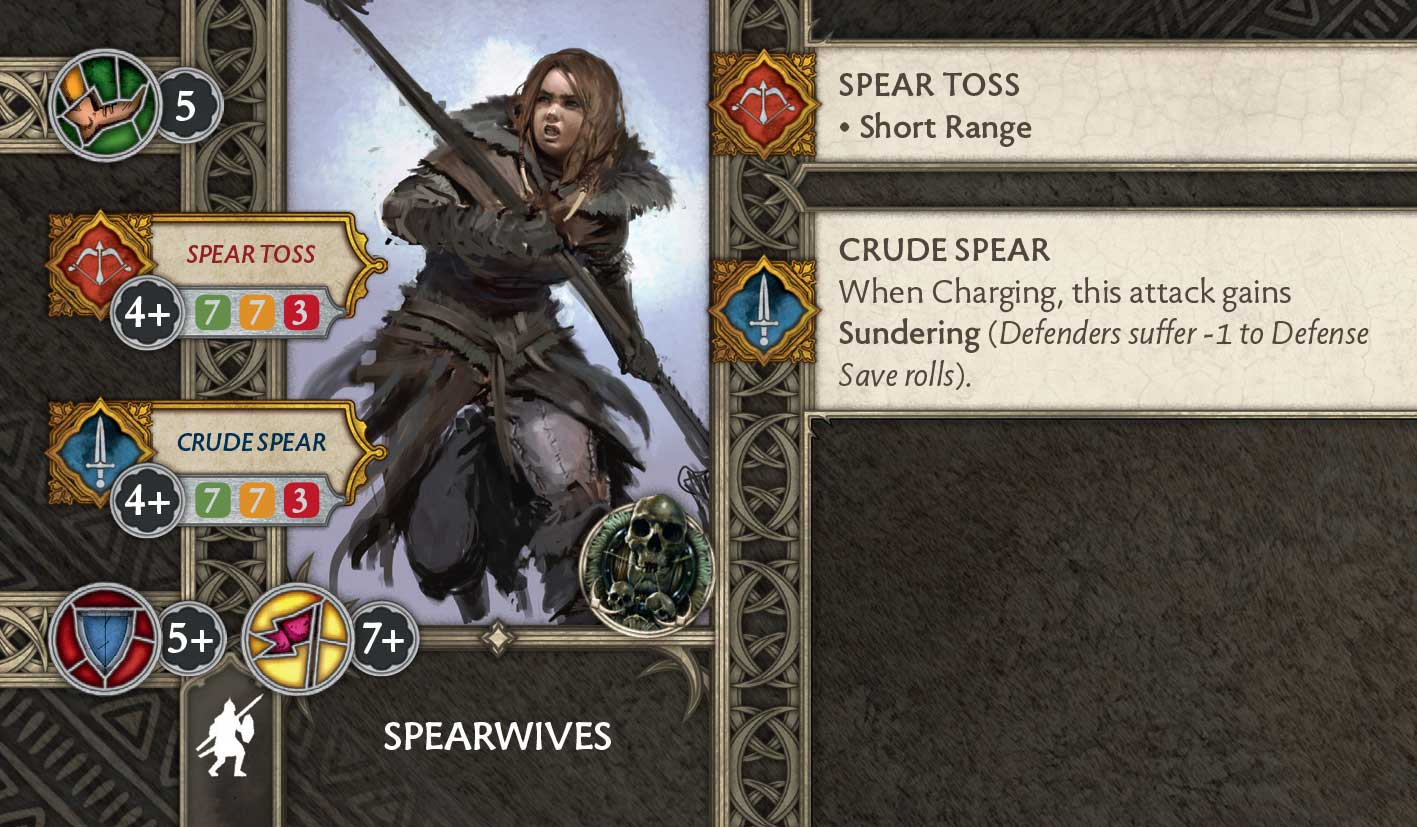 5
SPEAR TOSS
4+ 7 7 3
CRUDE SPEAR
4+ 7 7 3
5+ 7+
SPEARWIVES
SPEAR TOSS
• Short Range
CRUDE SPEAR
When Charging, this attack gains
Sundering (Defenders suffer -1 to Defense
Save rolls).